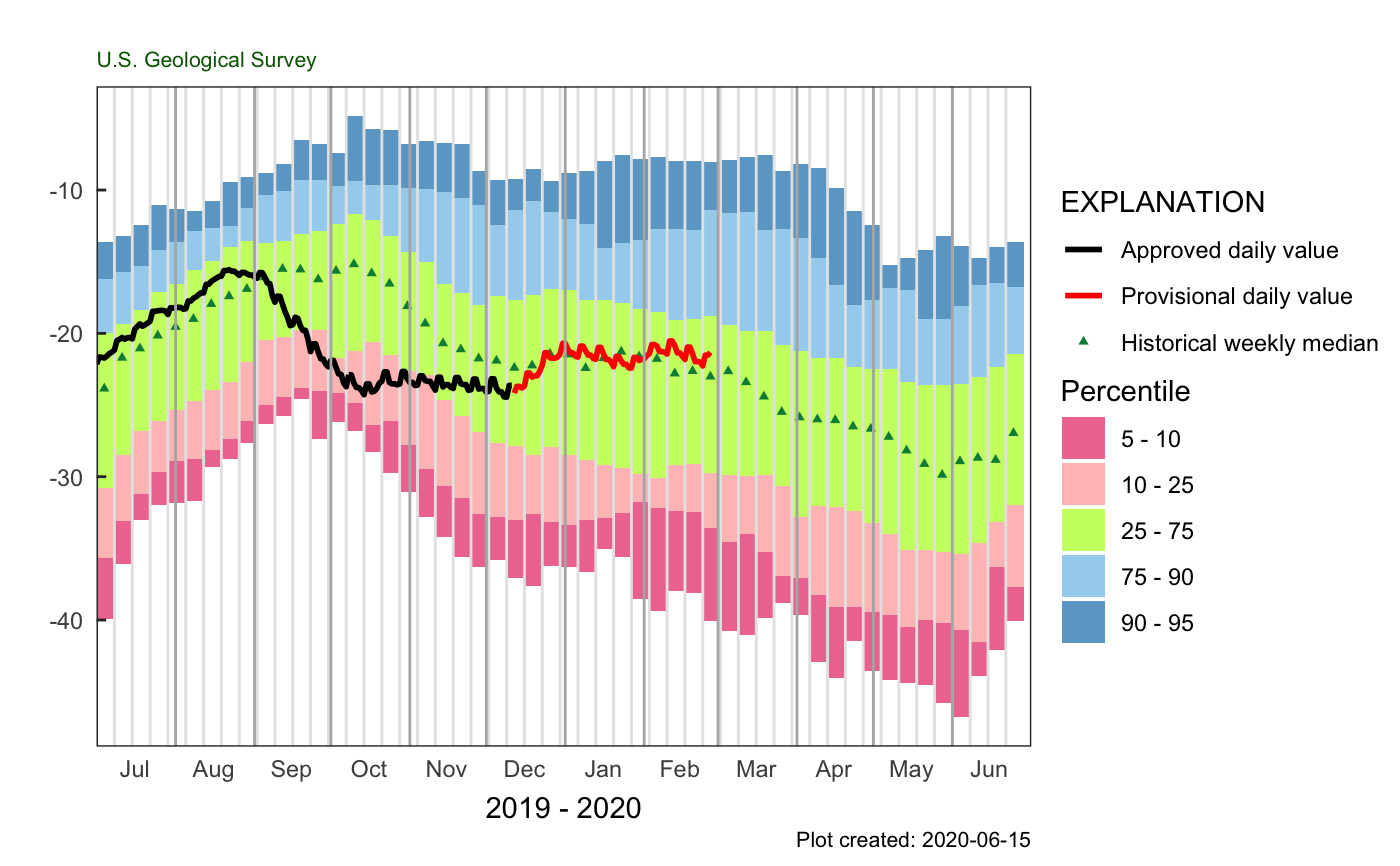 U.S. Geological Survey
-10
-20
-30
-40
Jul Aug Sep Oct Nov Dec Jan Feb Mar Apr May Jun
2019 - 2020
EXPLANATION
Approved daily value
Provisional daily value
Historical weekly median
Percentile
5 - 10
10 - 25
25 - 75
75 - 90
90 - 95
Plot created: 2020-06-15